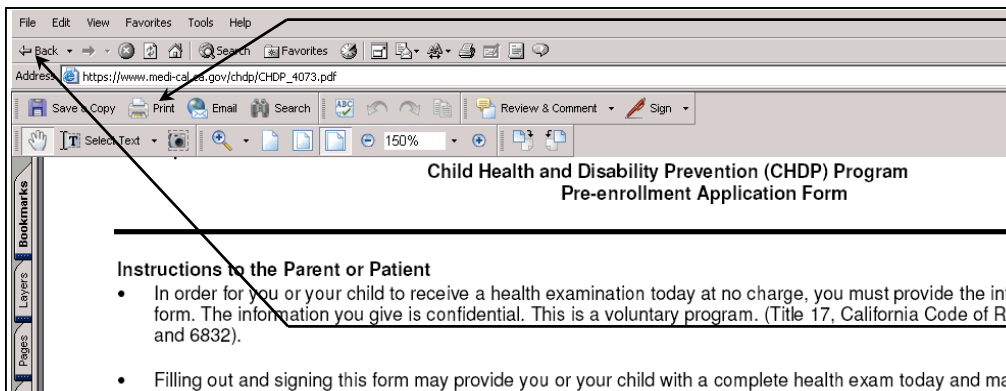 File Edit View Favorites Tools Help
Back Search Favorites
Address https://www.medi-cal.ca.gov/chdp/CHDP_4073.pdf
Save a Copy Print Email Search Review & Comment Sign
Select Text 150%
Child Health and Disability Prevention (CHDP) Program
Pre-enrollment Application Form
Bookmarks
Layers
Pages
Instructions to the Parent or Patient
• In order for you or your child to receive a health examination today at no charge, you must provide the in
form. The information you give is confidential. This is a voluntary program. (Title 17, California Code of R
and 6832).
• Filling out and signing this form may provide you or your child with a complete health exam today and ma